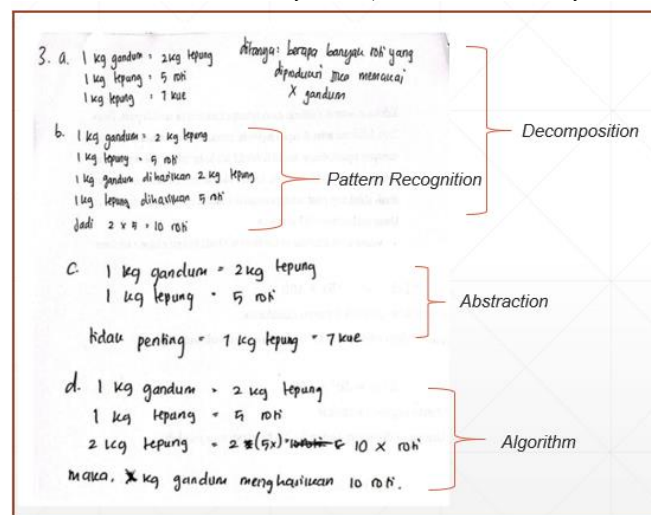 3. a. 1 kg gandum = 2 kg tepung
1 kg tepung = 5 roti
1 kg tepung = 7 kue
ditanya: berapa banyak roti yang
diproduksi jika memakai
X gandum
Decomposition
b. 1 kg gandum = 2 kg tepung
1 kg tepung = 5 roti
1 kg gandum dihasilkan 2 kg tepung
1 kg tepung dihasilkan 5 roti
Jadi 2 x 5 = 10 roti
Pattern Recognition
c. 1 kg gandum = 2 kg tepung
1 kg tepung = 5 roti
tidak penting = 1 kg tepung = 7 kue
Abstraction
d. 1 kg gandum = 2 kg tepung
1 kg tepung = 5 roti
2 kg tepung = 2 (5x) = 10 x roti
maka, x kg gandum menghasilkan 10 roti.
Algorithm